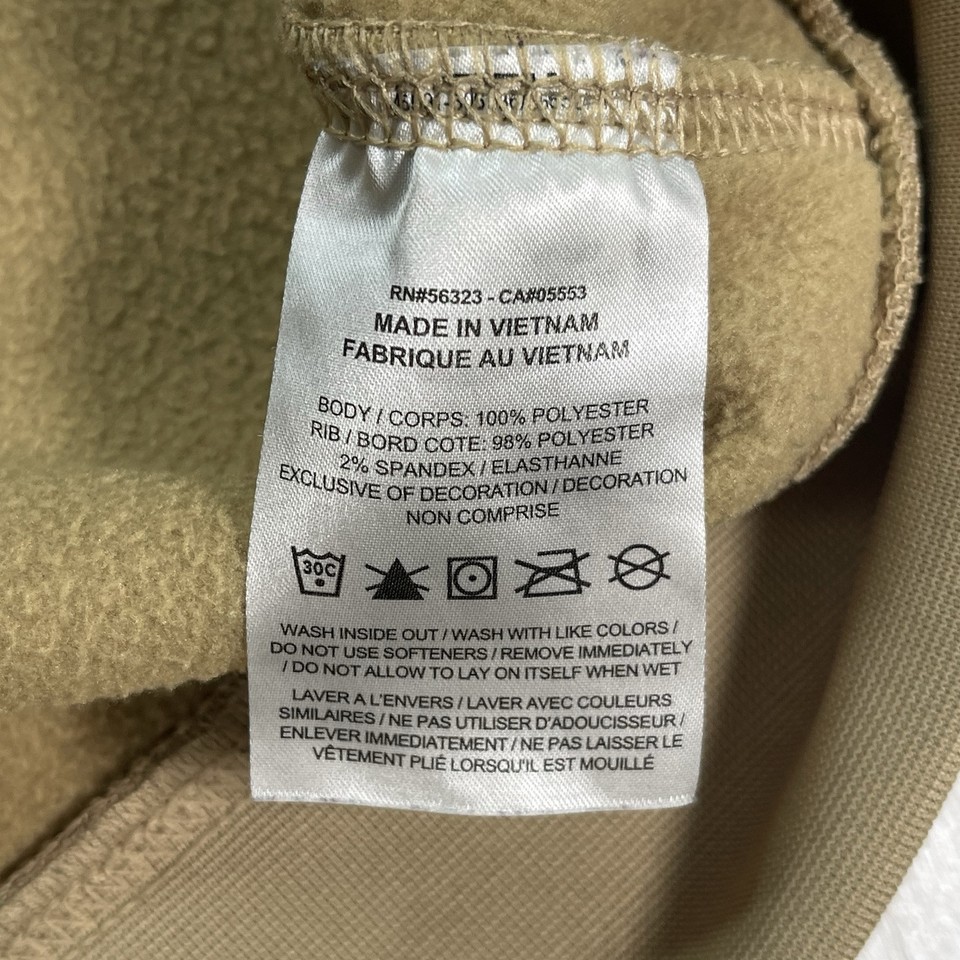 RN#56323 - CA#05553
MADE IN VIETNAM
FABRIQUE AU VIETNAM
BODY / CORPS: 100% POLYESTER
RIB / BORD COTE: 98% POLYESTER
2% SPANDEX / ELASTHANNE
EXCLUSIVE OF DECORATION / DECORATION
NON COMPRISE
30C
WASH INSIDE OUT / WASH WITH LIKE COLORS /
DO NOT USE SOFTENERS / REMOVE IMMEDIATELY
/ DO NOT ALLOW TO LAY ON ITSELF WHEN WET
LAVER A L'ENVERS / LAVER AVEC COULEURS
SIMILAIRES / NE PAS UTILISER D'ADOUCISSEUR /
ENLEVER IMMEDIATEMENT / NE PAS LAISSER LE
VÊTEMENT PLIÉ LORSQU'IL EST MOUILLÉ